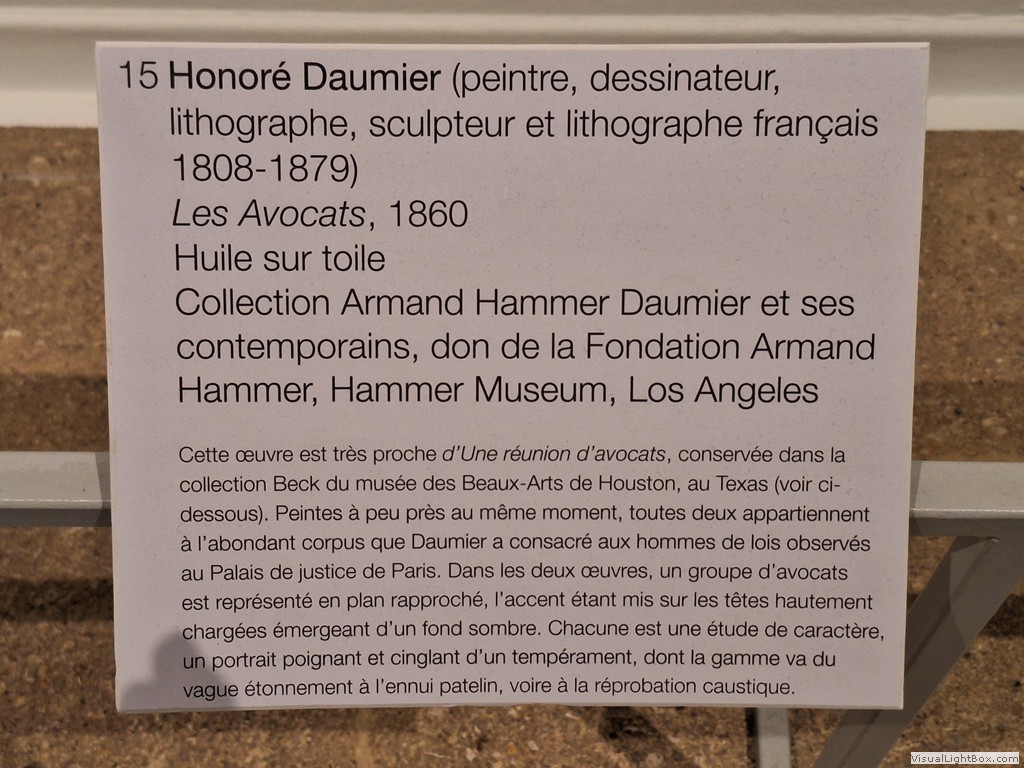 15 Honoré Daumier (peintre, dessinateur,
lithographe, sculpteur et lithographe français
1808-1879)
Les Avocats, 1860
Huile sur toile
Collection Armand Hammer Daumier et ses
contemporains, don de la Fondation Armand
Hammer, Hammer Museum, Los Angeles
Cette œuvre est très proche d'Une réunion d'avocats, conservée dans la
collection Beck du musée des Beaux-Arts de Houston, au Texas (voir ci-
dessous). Peintes à peu près au même moment, toutes deux appartiennent
à l'abondant corpus que Daumier a consacré aux hommes de lois observés
au Palais de justice de Paris. Dans les deux œuvres, un groupe d'avocats
est représenté en plan rapproché, l'accent étant mis sur les têtes hautement
chargées émergeant d'un fond sombre. Chacune est une étude de caractère,
un portrait poignant et cinglant d'un tempérament, dont la gamme va du
vague étonnement à l'ennui patelin, voire à la réprobation caustique.
VisualLightBox.com